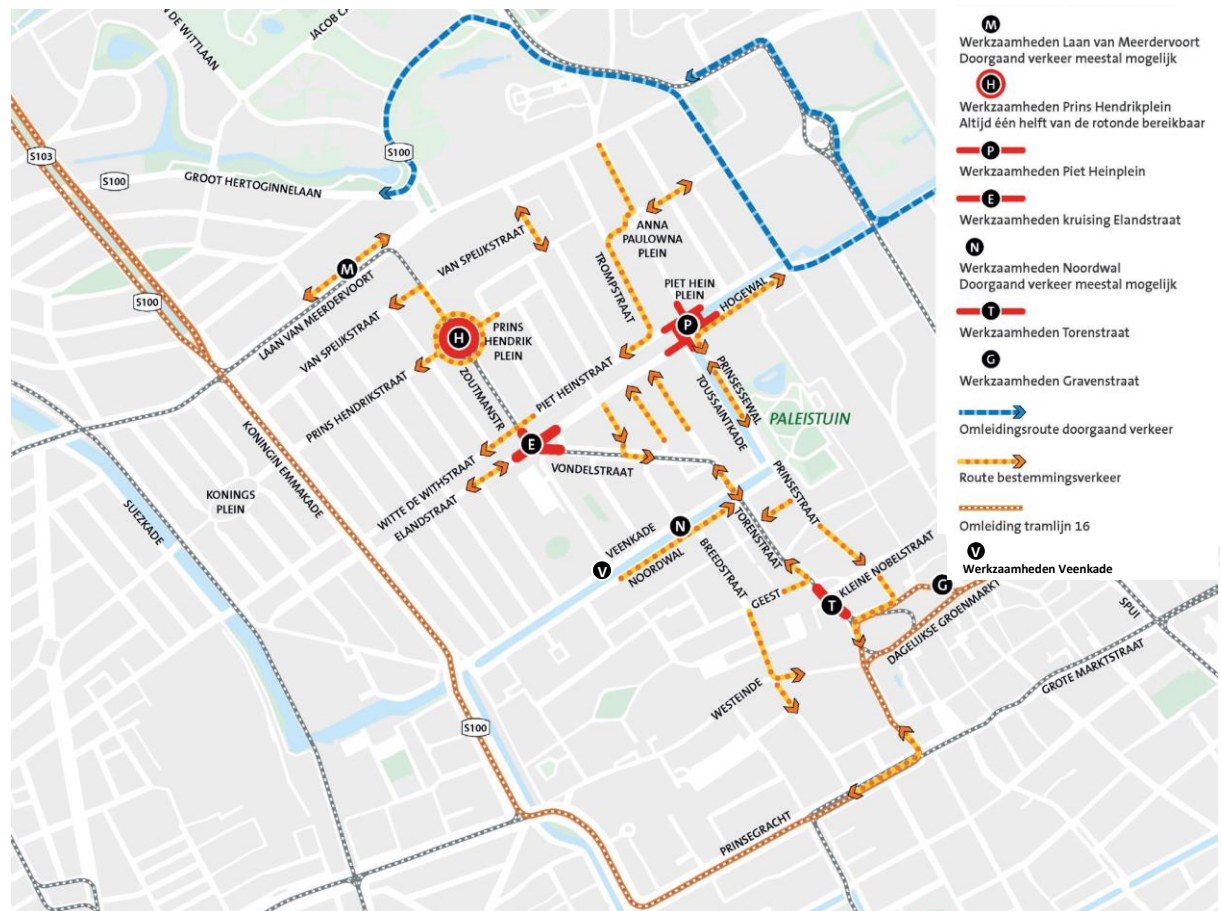 DE WITTLAAN
JACOB C
S103
S100
S100
GROOT HERTOGINNELAAN
S100
VAN SPEIJKSTRAAT
ANNA
PAULOWNA
PLEIN
TROMPSTRAAT
M
LAAN VAN MEERDERVOORT
VAN SPEIJKSTRAAT
PIET HEIN
PLEIN
HOGEWAL
P
H
PRINS
HENDRIK
PLEIN
PRINS HENDRIKSTRAAT
ZOUTMANSTR
PIET HEINSTRAAT
PRINSESSEWAL
TOUSSAINTKADE
PALEISTUIN
E
WITTE DE WITHSTRAAT
ELANDSTRAAT
VONDELSTRAAT
KONINGIN EMMAKADE
KONINGS
PLEIN
SUEZKADE
PRINSESTRAAT
VEENKADE
N
V
NOORDWAL
TORENSTRAAT
BREEDSTRAAT
KLEINE NOBELSTRAAT
GEEST
T
G
DAGELIJKSE GROENMARKT
SPUI
GROTE MARKTSTRAAT
WESTEINDE
S100
PRINSEGRACHT
M
Werkzaamheden Laan van Meerdervoort
Doorgaand verkeer meestal mogelijk
H
Werkzaamheden Prins Hendrikplein
Altijd één helft van de rotonde bereikbaar
P
Werkzaamheden Piet Heinplein
E
Werkzaamheden kruising Elandstraat
N
Werkzaamheden Noordwal
Doorgaand verkeer meestal mogelijk
T
Werkzaamheden Torenstraat
G
Werkzaamheden Gravenstraat
Omleidingsroute doorgaand verkeer
Route bestemmingsverkeer
Omleiding tramlijn 16
V
Werkzaamheden Veenkade